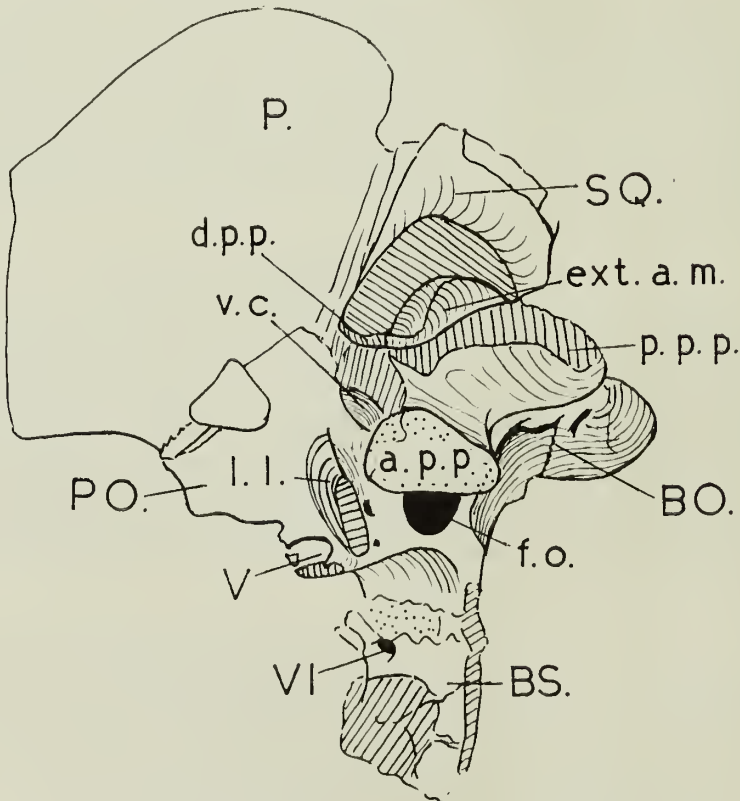 P.
SQ.
d.p.p.
ext. a. m.
v. c.
p. p. p.
a. p. p
l. l.
PO.
BO.
f. o.
V
VI
BS.